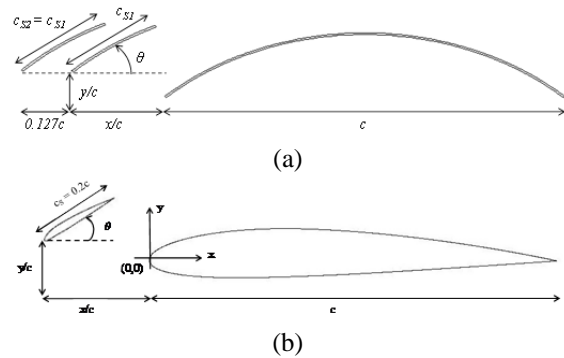 c_S2 = c_S1
c_S1
θ
y/c
0.127c
x/c
c
(a)
c_s = 0.2c
θ
y
x
(0,0)
y/c
x/c
c
(b)